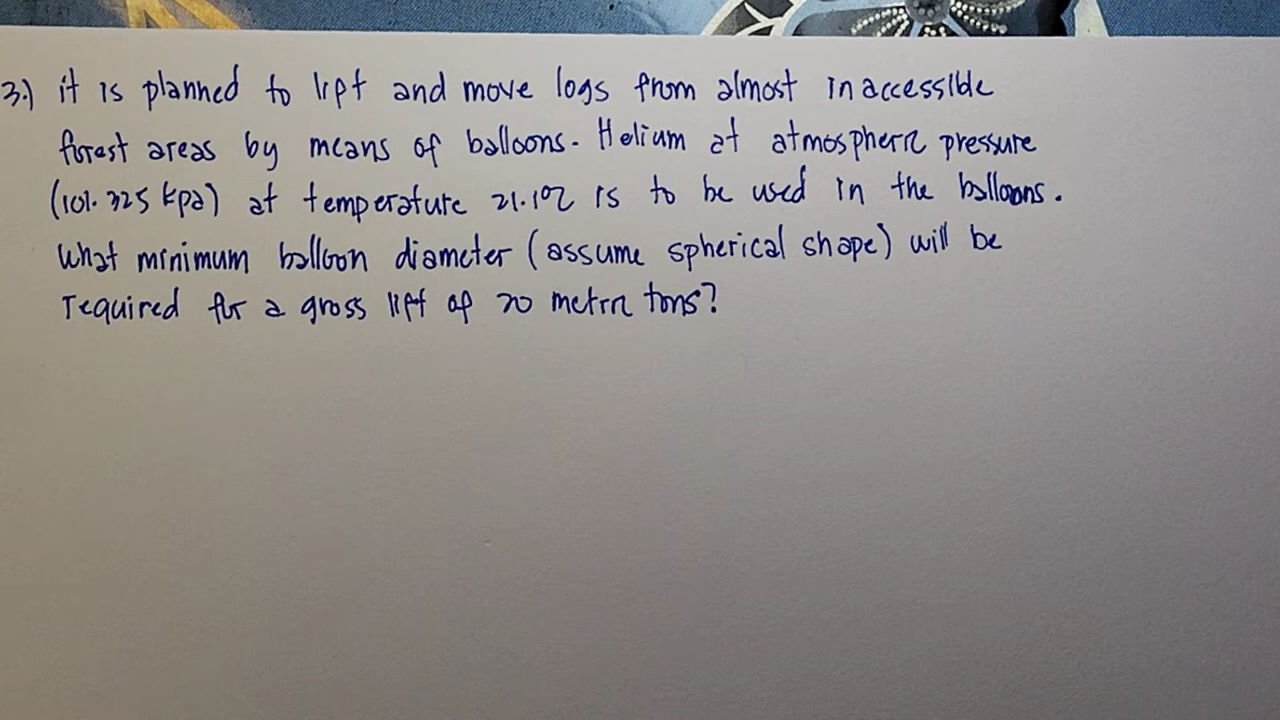 3.) it is planned to lift and move logs from almost inaccessible
forest areas by means of balloons. Helium at atmospheric pressure
(101.325 kpa) at temperature 21.1°C is to be used in the balloons.
What minimum balloon diameter (assume spherical shape) will be
required for a gross lift of 20 metric tons?